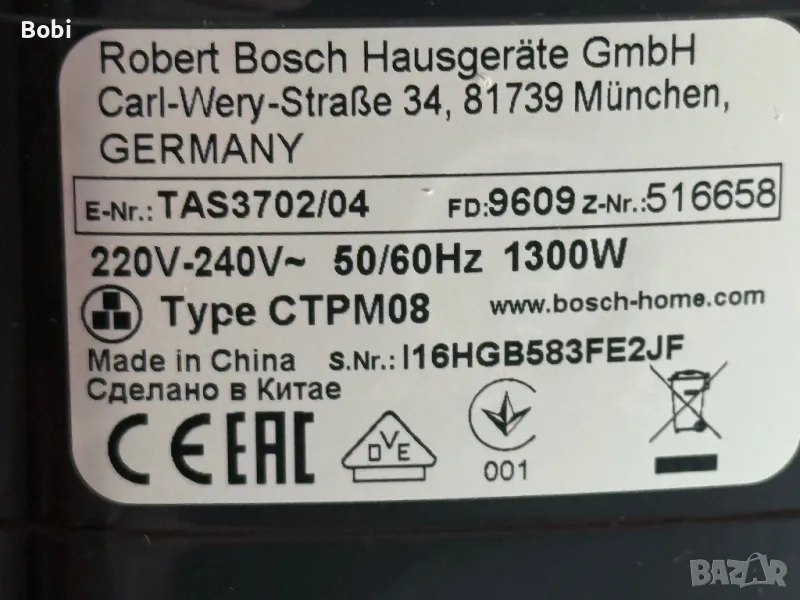 Bobi
Robert Bosch Hausgeräte GmbH
Carl-Wery-Straße 34, 81739 München,
GERMANY
E-Nr.: TAS3702/04 FD:9609 Z-Nr.:516658
220V-240V~ 50/60Hz 1300W
Type CTPM08 www.bosch-home.com
Made in China S.Nr.: I16HGB583FE2JF
Сделано в Китае
CE EAC OVE
001
BAZAR